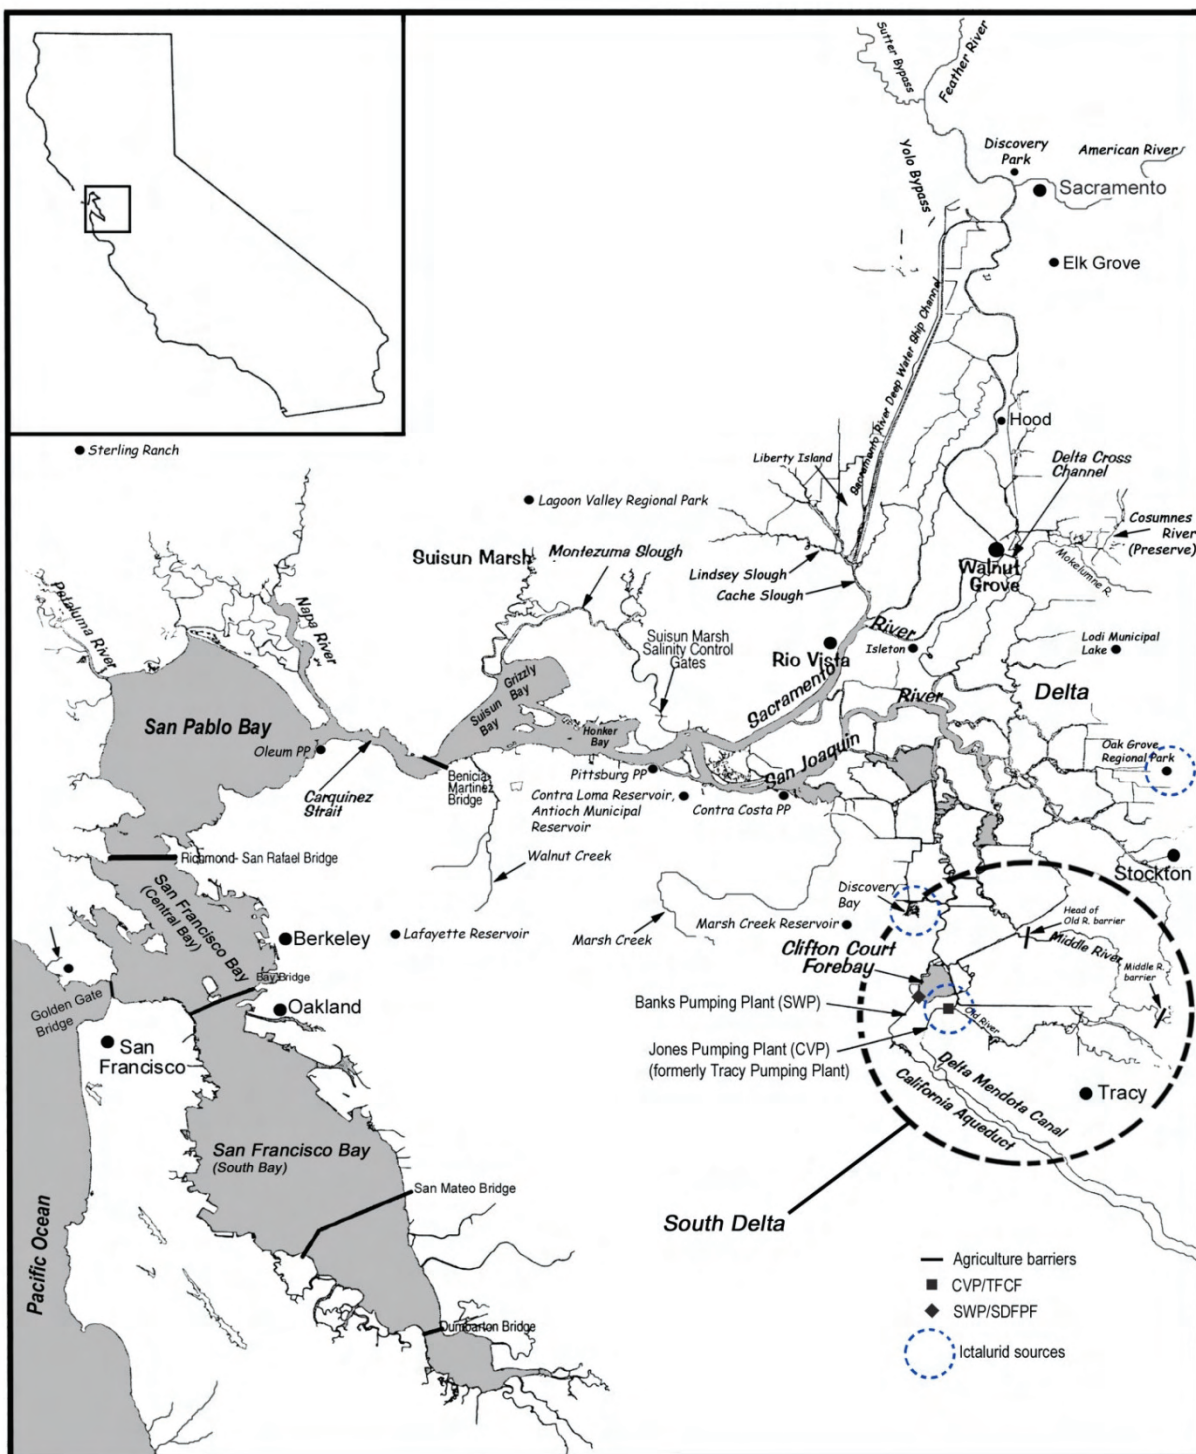 Sutter Bypass
Feather River
Yolo Bypass
Discovery
Park
American River
Sacramento
Elk Grove
Sacramento River Deep Water Ship Channel
Hood
Sterling Ranch
Liberty Island
Delta Cross
Channel
Lagoon Valley Regional Park
Cosumnes
River
(Preserve)
Suisun Marsh
Montezuma Slough
Walnut
Grove
Mokelumne R.
Lindsey Slough
Cache Slough
Petaluma River
Napa River
Suisun Marsh
Salinity Control
Gates
Rio Vista
River
Isleton
Lodi Municipal
Lake
Grizzly
Bay
Suisun
Bay
Sacramento
River
Delta
San Pablo Bay
Honker
Bay
San Joaquin
Oleum PP
Oak Grove
Regional Park
Carquinez
Strait
Benicia
Martinez
Bridge
Pittsburg PP
Contra Loma Reservoir,
Antioch Municipal
Reservoir
Contra Costa PP
Richmond- San Rafael Bridge
Walnut Creek
Stockton
San Francisco Bay
(Central Bay)
Discovery
Bay
Head of
Old R. barrier
Berkeley
Lafayette Reservoir
Marsh Creek
Marsh Creek Reservoir
Clifton Court
Forebay
Middle River
Middle R.
barrier
Bay Bridge
Golden Gate
Bridge
Oakland
Banks Pumping Plant (SWP)
Old River
San
Francisco
Jones Pumping Plant (CVP)
(formerly Tracy Pumping Plant)
Delta Mendota Canal
California Aqueduct
Tracy
San Francisco Bay
(South Bay)
San Mateo Bridge
Pacific Ocean
South Delta
Dumbarton Bridge
Agriculture barriers
CVP/TFCF
SWP/SDFPF
Ictalurid sources